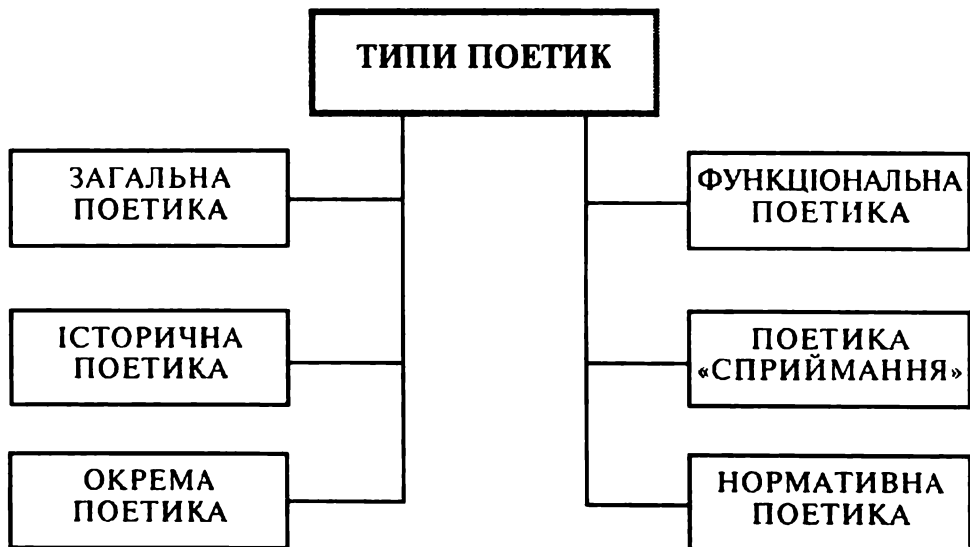 ТИПИ ПОЕТИК
ЗАГАЛЬНА
ПОЕТИКА
ІСТОРИЧНА
ПОЕТИКА
ОКРЕМА
ПОЕТИКА
ФУНКЦІОНАЛЬНА
ПОЕТИКА
ПОЕТИКА
«СПРИЙМАННЯ»
НОРМАТИВНА
ПОЕТИКА